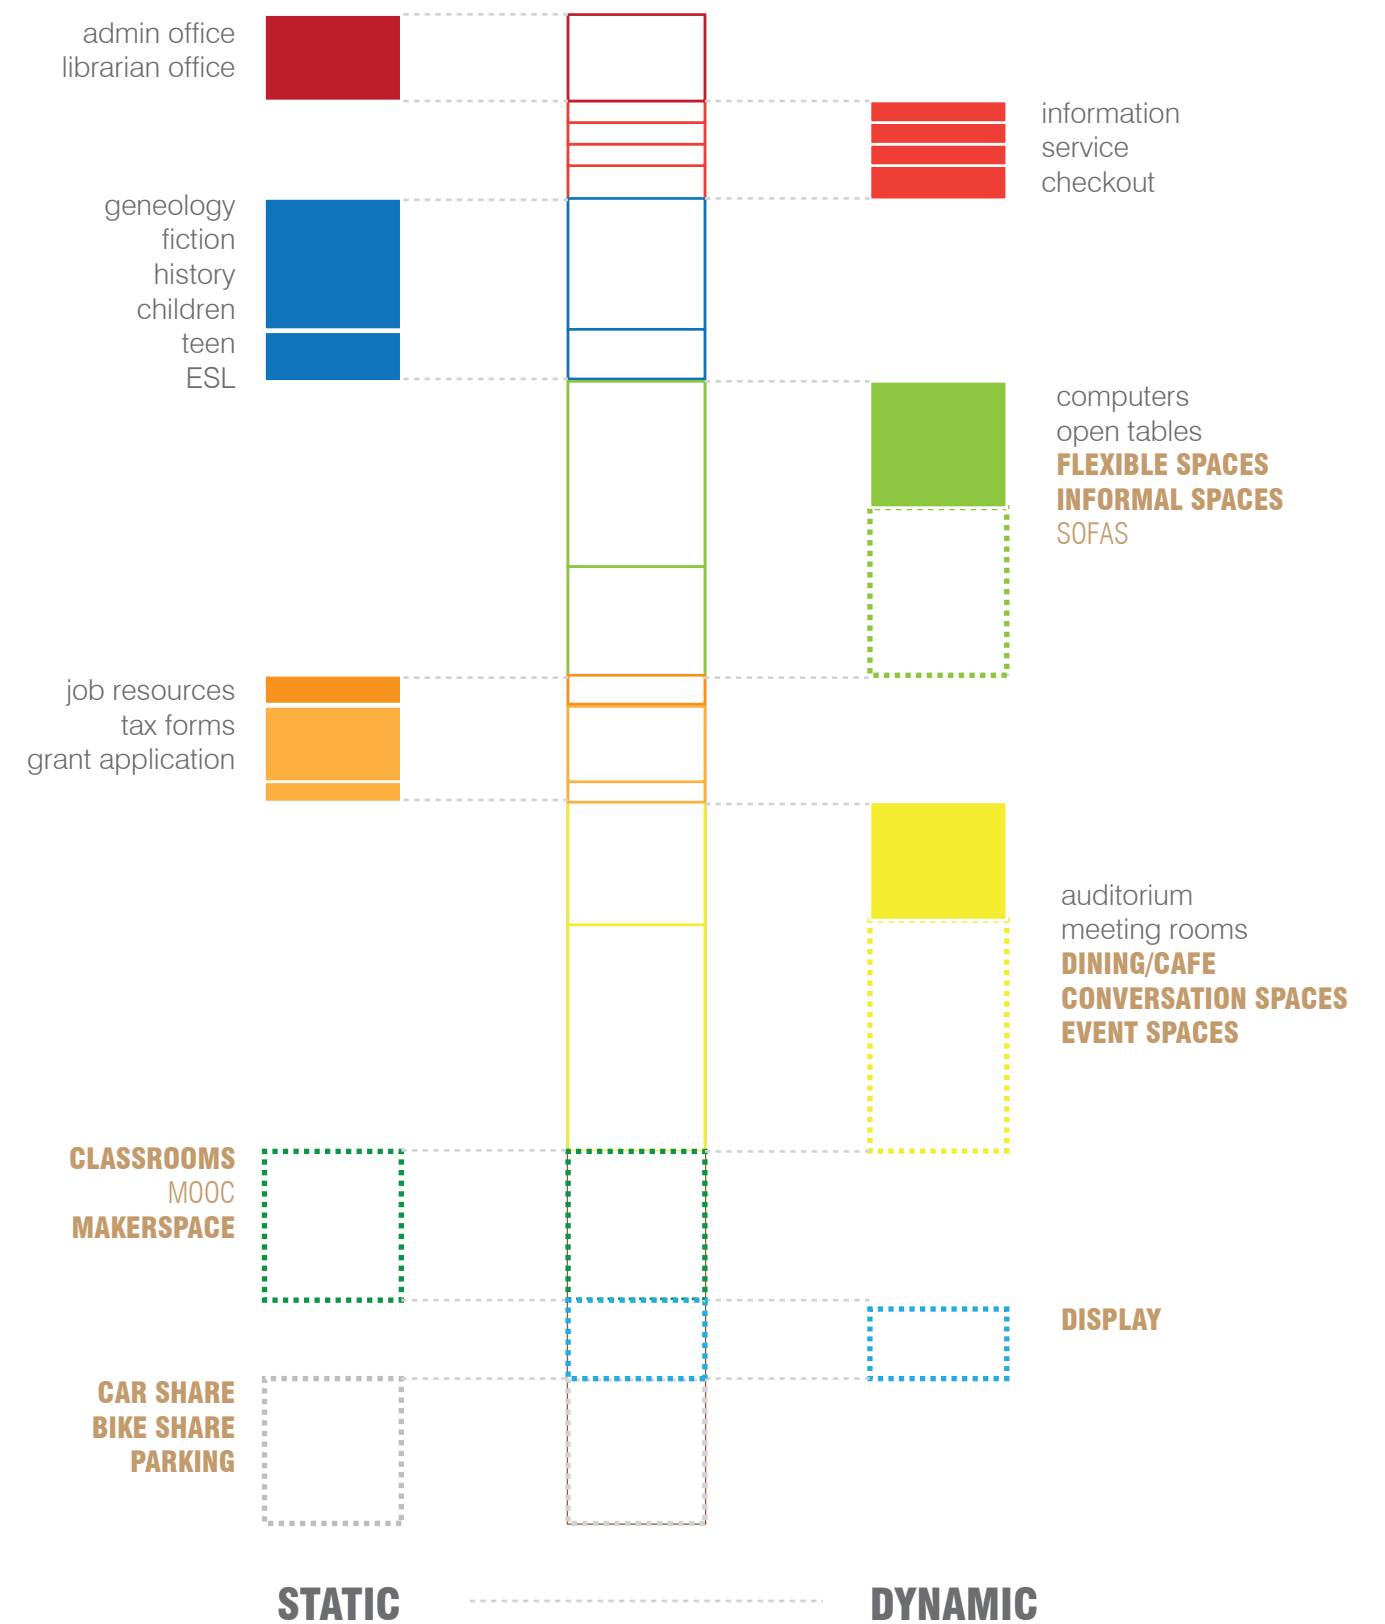 admin office
librarian office
information
service
checkout
geneology
fiction
history
children
teen
ESL
computers
open tables
FLEXIBLE SPACES
INFORMAL SPACES
SOFAS
job resources
tax forms
grant application
auditorium
meeting rooms
DINING/CAFE
CONVERSATION SPACES
EVENT SPACES
CLASSROOMS
MOOC
MAKERSPACE
DISPLAY
CAR SHARE
BIKE SHARE
PARKING
STATIC
DYNAMIC